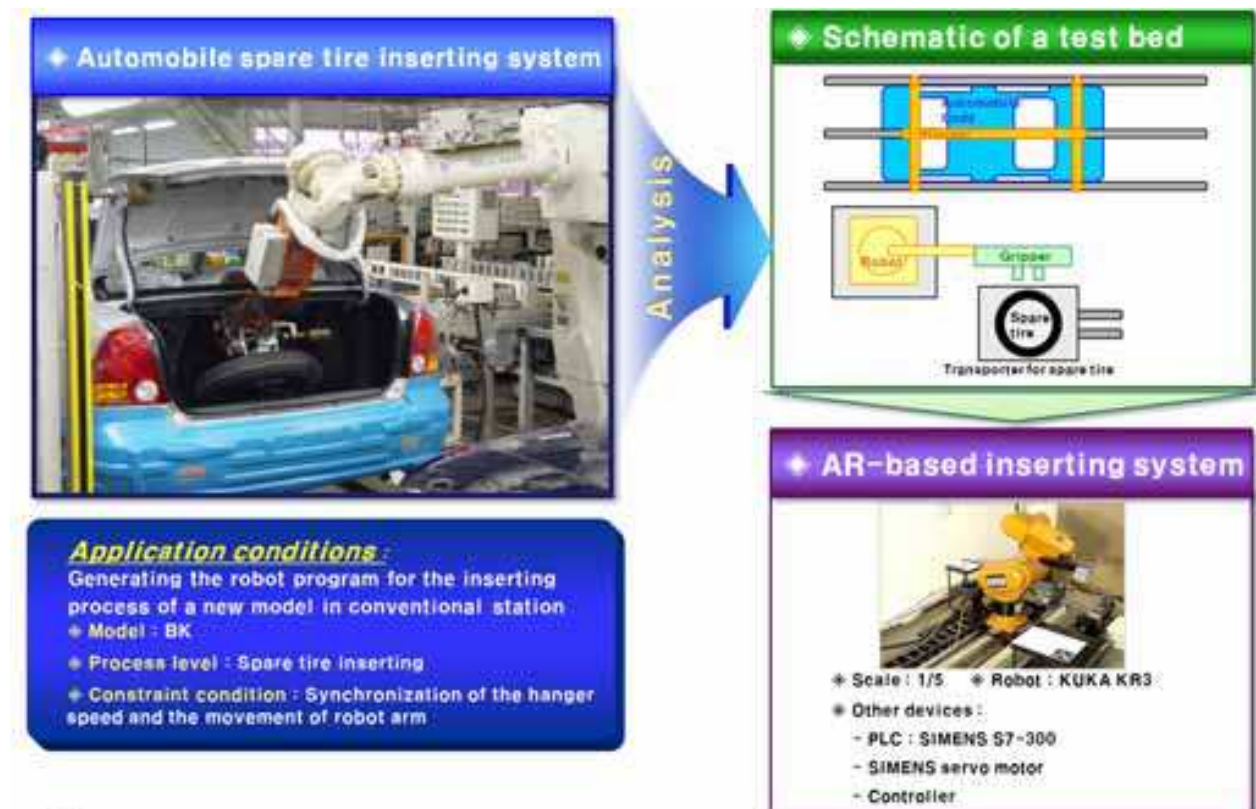 ◈ Automobile spare tire inserting system
Application conditions :
Generating the robot program for the inserting
process of a new model in conventional station
◈ Model : BK
◈ Process level : Spare tire inserting
◈ Constraint condition : Synchronization of the hanger
speed and the movement of robot arm
Analysis
◈ Schematic of a test bed
Robot
Gripper
Spare
tire
Transporter for spare tire
◈ AR-based inserting system
◈ Scale : 1/5 ◈ Robot : KUKA KR3
◈ Other devices :
- PLC : SIMENS S7-300
- SIMENS servo motor
- Controller